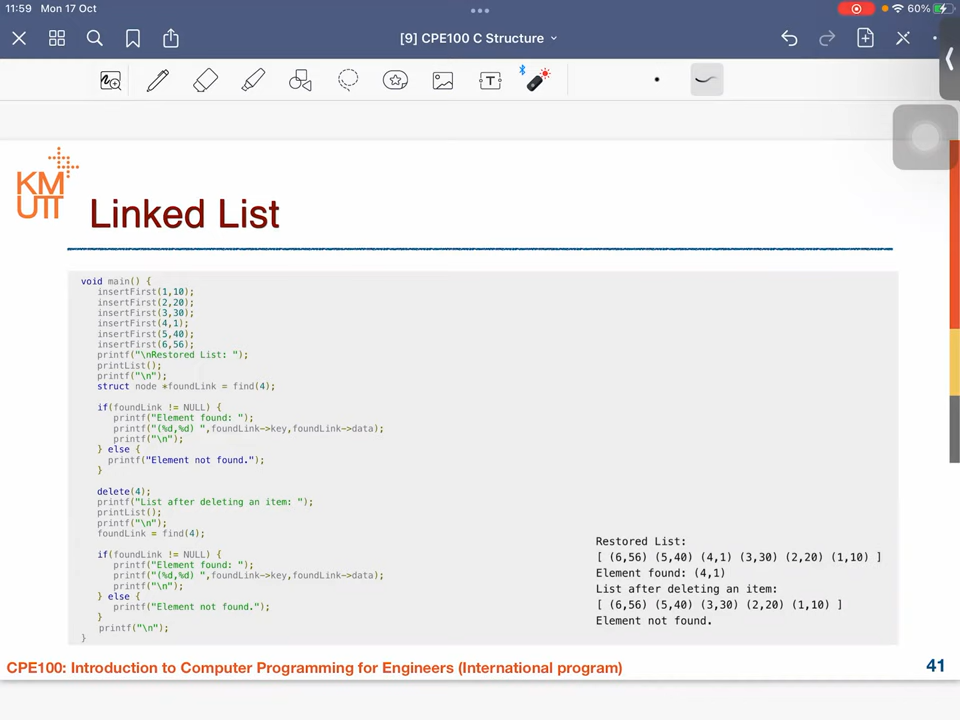 11:59 Mon 17 Oct
60%
[9] CPE100 C Structure
T
KM
UTT
Linked List
void main() {
insertFirst(1,10);
insertFirst(2,20);
insertFirst(3,30);
insertFirst(4,1);
insertFirst(5,40);
insertFirst(6,56);
printf("\nRestored List: ");
printList();
printf("\n");
struct node *foundLink = find(4);
if(foundLink != NULL) {
printf("Element found: ");
printf("(%d,%d) ",foundLink->key,foundLink->data);
printf("\n");
} else {
printf("Element not found.");
}
delete(4);
printf("List after deleting an item: ");
printList();
printf("\n");
foundLink = find(4);
if(foundLink != NULL) {
printf("Element found: ");
printf("(%d,%d) ",foundLink->key,foundLink->data);
printf("\n");
} else {
printf("Element not found.");
}
printf("\n");
}
Restored List:
[ (6,56) (5,40) (4,1) (3,30) (2,20) (1,10) ]
Element found: (4,1)
List after deleting an item:
[ (6,56) (5,40) (3,30) (2,20) (1,10) ]
Element not found.
CPE100: Introduction to Computer Programming for Engineers (International program)
41